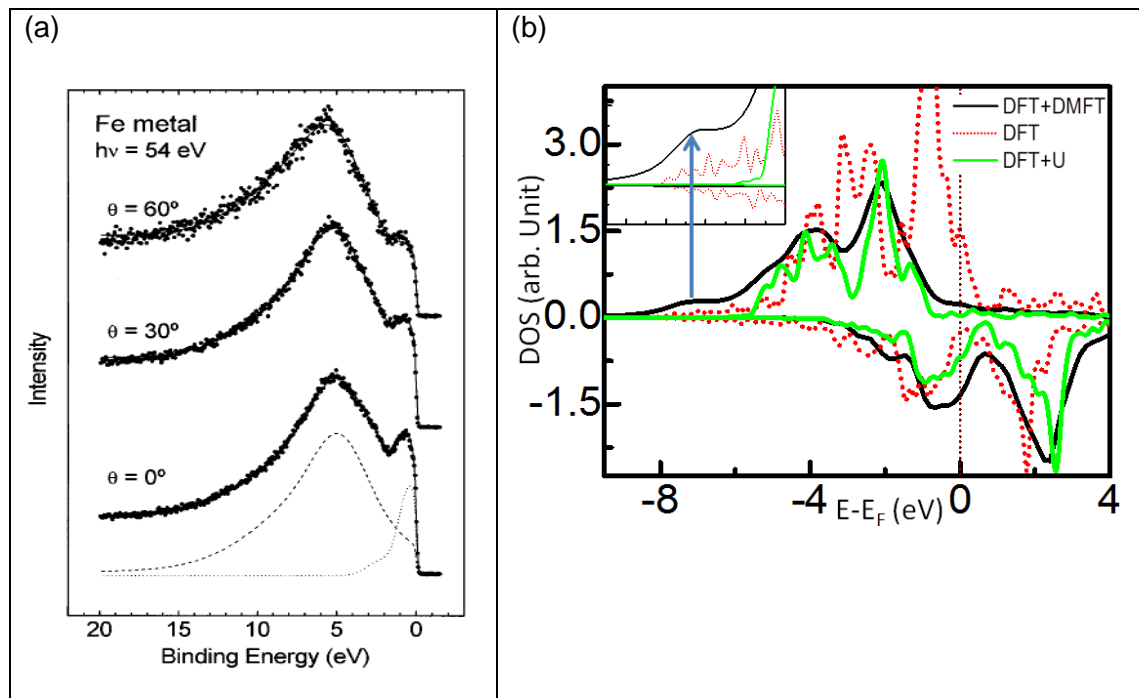 (a)
Fe metal
hν = 54 eV
θ = 60º
θ = 30º
θ = 0º
Intensity
20 15 10 5 0
Binding Energy (eV)
(b)
DFT+DMFT
DFT
DFT+U
3.0
1.5
0.0
-1.5
DOS (arb. Unit)
-8 -4 0 4
E-EF (eV)